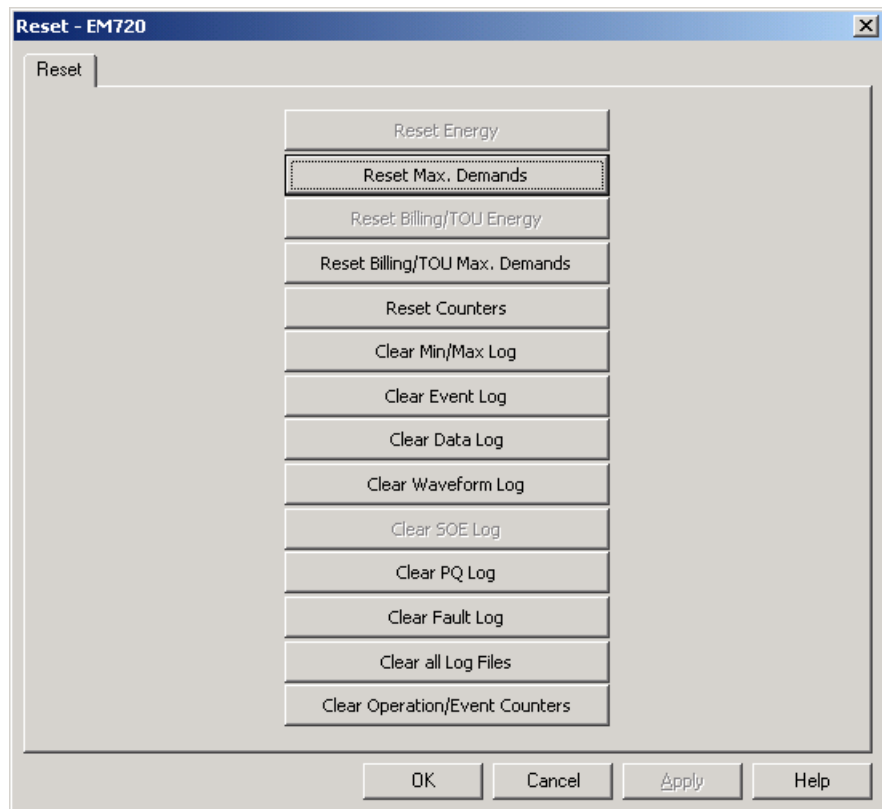 Reset - EM720
Reset
Reset Energy
Reset Max. Demands
Reset Billing/TOU Energy
Reset Billing/TOU Max. Demands
Reset Counters
Clear Min/Max Log
Clear Event Log
Clear Data Log
Clear Waveform Log
Clear SOE Log
Clear PQ Log
Clear Fault Log
Clear all Log Files
Clear Operation/Event Counters
OK Cancel Apply Help